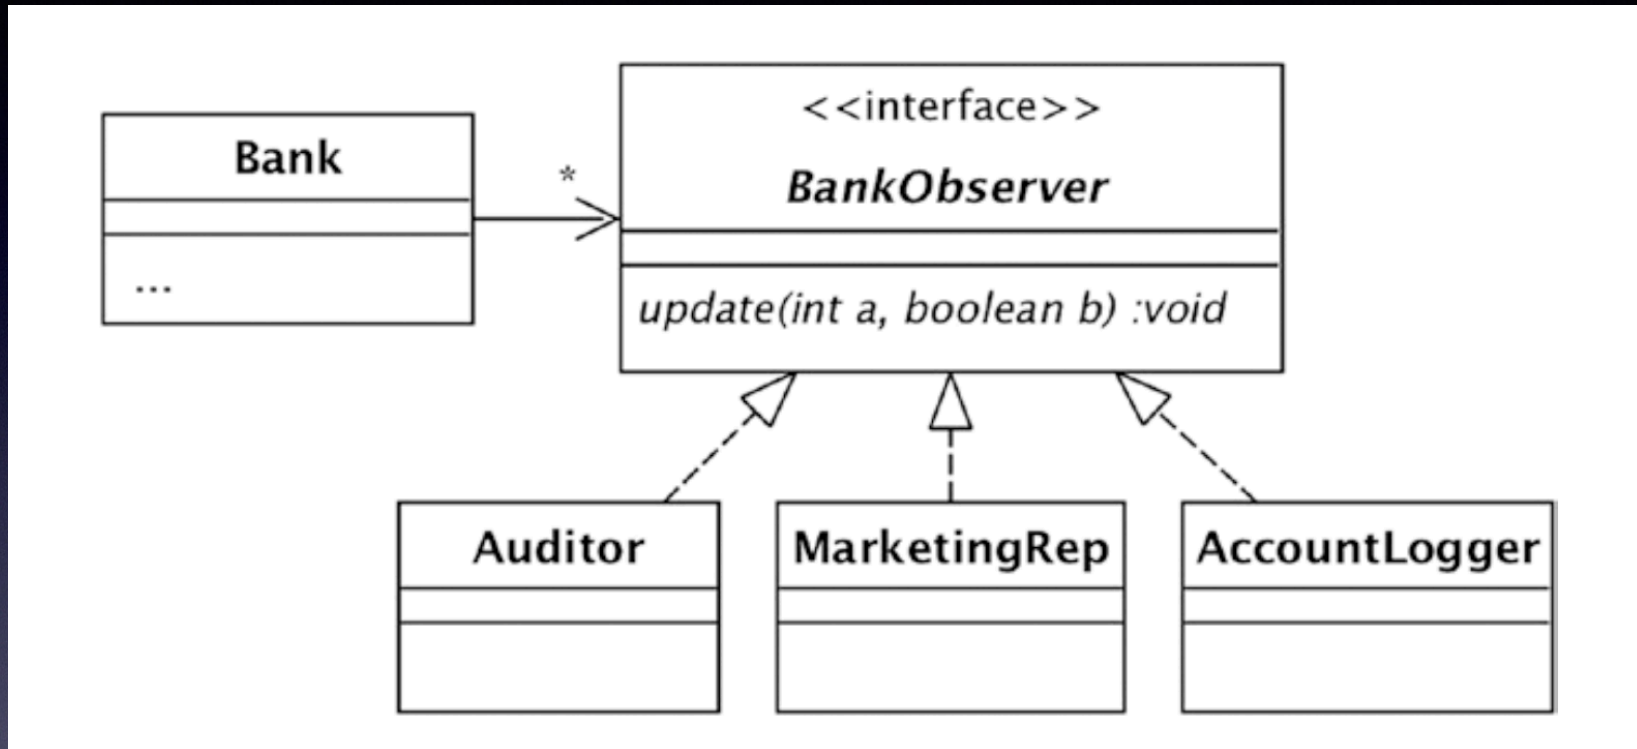 Bank
...
*
<<interface>>
BankObserver
update(int a, boolean b) :void
Auditor
MarketingRep
AccountLogger